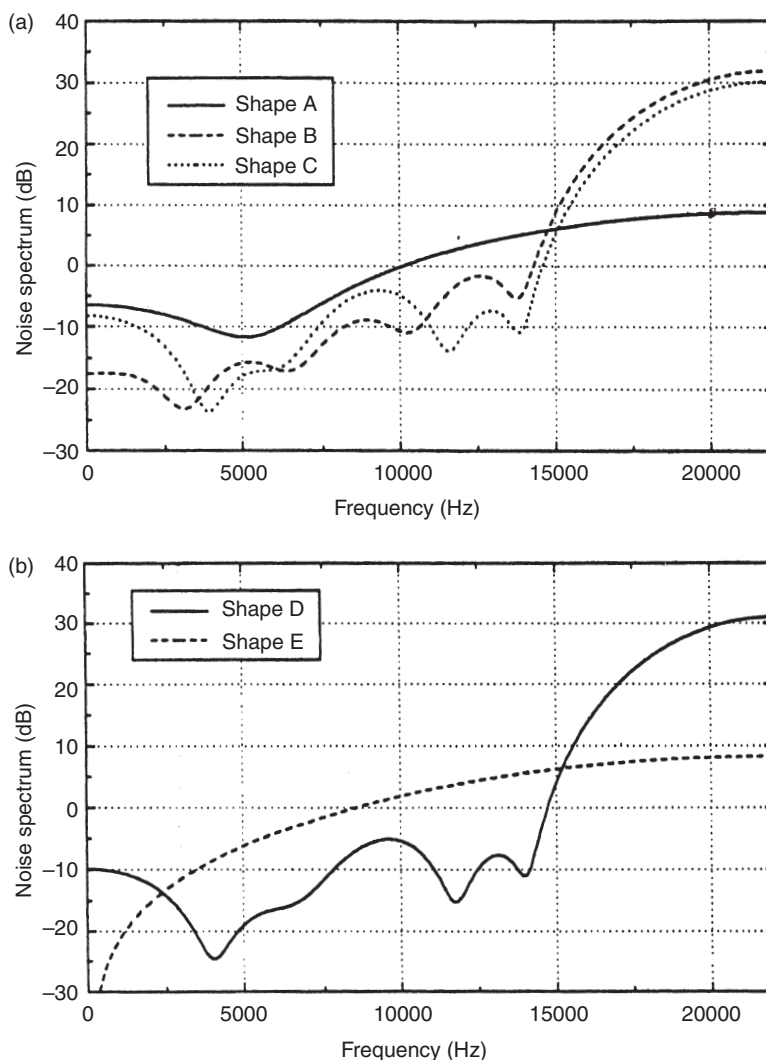 (a)
40
30
20
10
0
−10
−20
−30
Noise spectrum (dB)
Shape A
Shape B
Shape C
0
5000
10000
15000
20000
Frequency (Hz)
(b)
40
30
20
10
0
−10
−20
−30
Noise spectrum (dB)
Shape D
Shape E
0
5000
10000
15000
20000
Frequency (Hz)